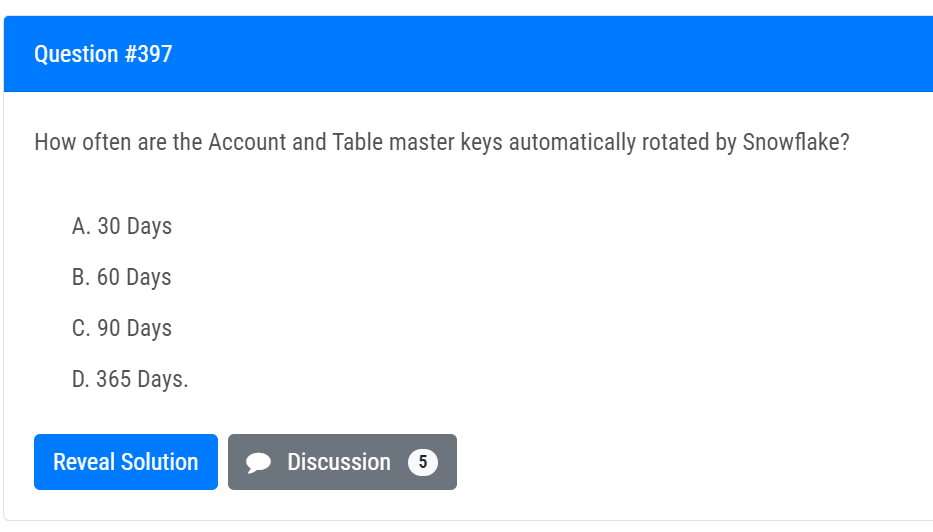 Question #397
How often are the Account and Table master keys automatically rotated by Snowflake?
A. 30 Days
B. 60 Days
C. 90 Days
D. 365 Days.
Reveal Solution
Discussion 5